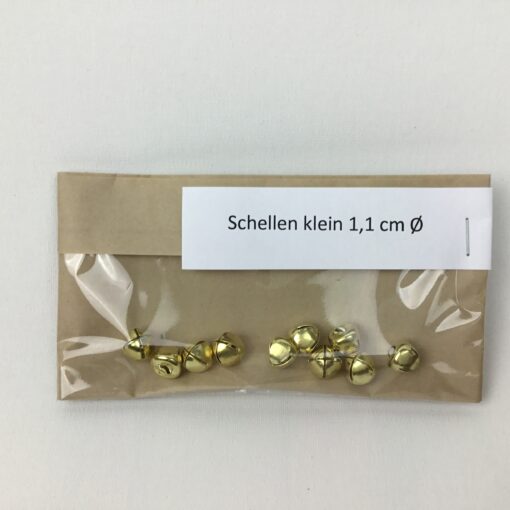 Schellen klein 1,1 cm Ø